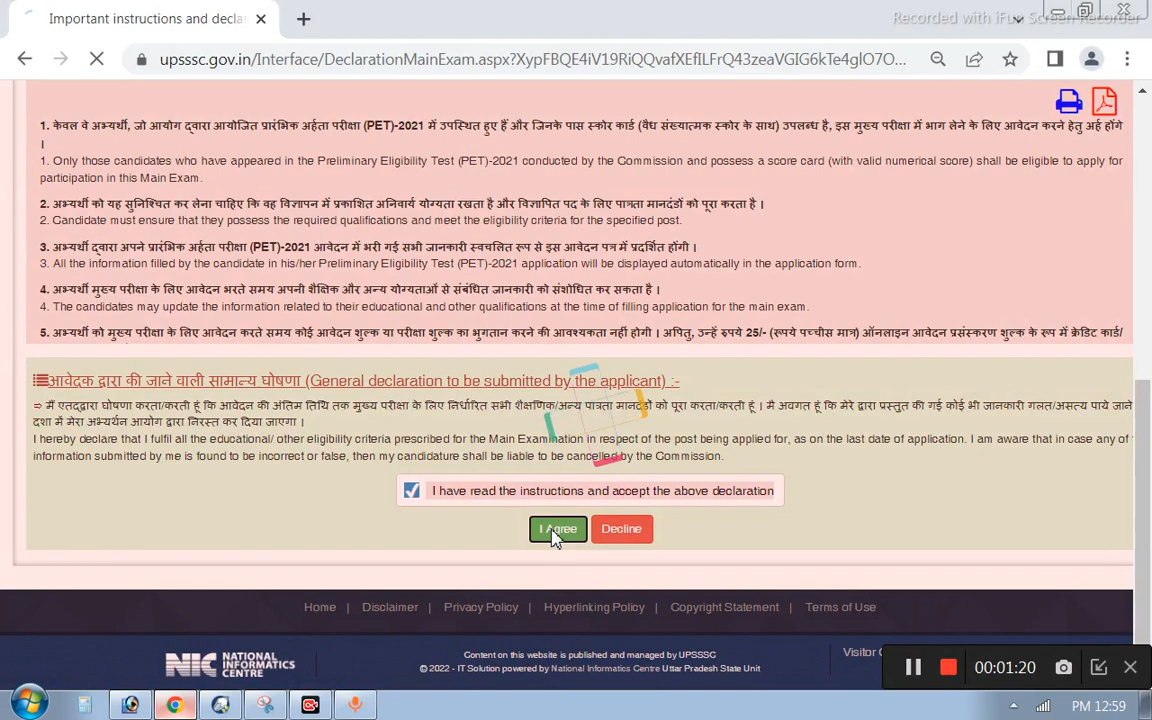 Important instructions and declar
Recorded with iFun Screen Recorder
upsssc.gov.in/Interface/DeclarationMainExam.aspx?XypFBQE4iV19RiQQvafXEfILFrQ43zeaVGIG6kTe4glO7O...
1. केवल वे अभ्यर्थी, जो आयोग द्वारा आयोजित प्रारंभिक अर्हता परीक्षा (PET)-2021 में उपस्थित हुए हैं और जिनके पास स्कोर कार्ड (वैध संख्यात्मक स्कोर के साथ) उपलब्ध है, इस मुख्य परीक्षा में भाग लेने के लिए आवेदन करने हेतु अर्ह होंगे
।
1. Only those candidates who have appeared in the Preliminary Eligibility Test (PET)-2021 conducted by the Commission and possess a score card (with valid numerical score) shall be eligible to apply for
participation in this Main Exam.
2. अभ्यर्थी को यह सुनिश्चित कर लेना चाहिए कि वह विज्ञापन में प्रकाशित अनिवार्य योग्यता रखता है और विज्ञापित पद के लिए पात्रता मानदंडों को पूरा करता है ।
2. Candidate must ensure that they possess the required qualifications and meet the eligibility criteria for the specified post.
3. अभ्यर्थी द्वारा अपने प्रारंभिक अर्हता परीक्षा (PET)-2021 आवेदन में भरी गई सभी जानकारी स्वचलित रूप से इस आवेदन पत्र में प्रदर्शित होंगी ।
3. All the information filled by the candidate in his/her Preliminary Eligibility Test (PET)-2021 application will be displayed automatically in the application form.
4. अभ्यर्थी मुख्य परीक्षा के लिए आवेदन भरते समय अपनी शैक्षिक और अन्य योग्यताओं से संबंधित जानकारी को संशोधित कर सकता है ।
4. The candidates may update the information related to their educational and other qualifications at the time of filling application for the main exam.
5. अभ्यर्थी को मुख्य परीक्षा के लिए आवेदन करते समय कोई आवेदन शुल्क या परीक्षा शुल्क का भुगतान करने की आवश्यकता नहीं होगी । अपितु, उन्हें रुपये 25/- (रूपये पच्चीस मात्र) ऑनलाइन आवेदन प्रसंस्करण शुल्क के रूप में क्रेडिट कार्ड/
आवेदक द्वारा की जाने वाली सामान्य घोषणा (General declaration to be submitted by the applicant) :-
⇨ मैं एतद्द्वारा घोषणा करता/करती हूं कि आवेदन की अंतिम तिथि तक मुख्य परीक्षा के लिए निर्धारित सभी शैक्षणिक/अन्य पात्रता मानदंडों को पूरा करता/करती हूं । मै अवगत हूं कि मेरे द्वारा प्रस्तुत की गई कोई भी जानकारी गलत/असत्य पाये जाने
दशा में मेरा अभ्यर्थन आयोग द्वारा निरस्त कर दिया जाएगा ।
I hereby declare that I fulfil all the educational/ other eligibility criteria prescribed for the Main Examination in respect of the post being applied for, as on the last date of application. I am aware that in case any of
information submitted by me is found to be incorrect or false, then my candidature shall be liable to be cancelled by the Commission.
I have read the instructions and accept the above declaration
I Agree Decline
Home | Disclaimer | Privacy Policy | Hyperlinking Policy | Copyright Statement | Terms of Use
NIC NATIONAL INFORMATICS CENTRE
Content on this website is published and managed by UPSSSC
© 2022 - IT Solution powered by National Informatics Centre Uttar Pradesh State Unit
Visitor C
00:01:20
PM 12:59